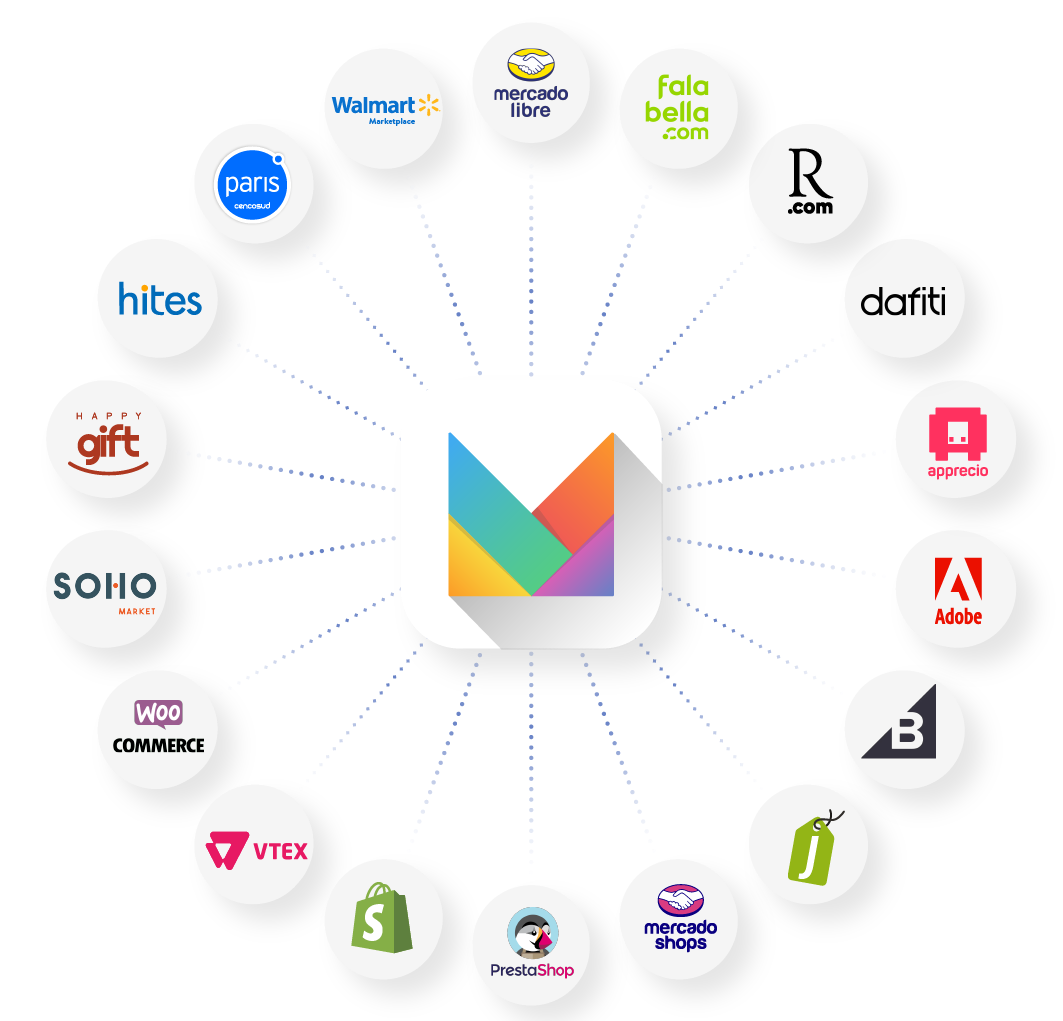 mercado
libre
fala
bella
.com
R
.com
dafiti
apprecio
Adobe
B
J
mercado
shops
PrestaShop
S
VTEX
WOO
COMMERCE
SOHO
MARKET
HAPPY
gift
hites
paris
cencosud
Walmart
Marketplace